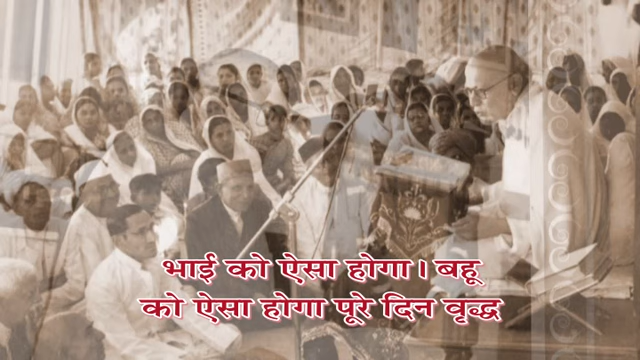 भाई को ऐसा होगा। बहू
को ऐसा होगा पूरे दिन वृद्ध